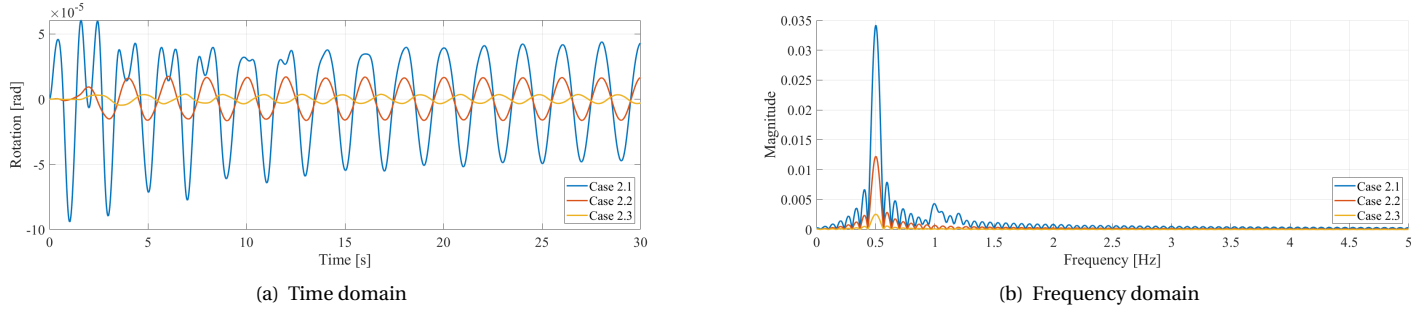 ×10⁻⁵
5
0
-5
-10
Rotation [rad]
0 5 10 15 20 25 30
Time [s]
Case 2.1
Case 2.2
Case 2.3
(a) Time domain
0.035
0.03
0.025
0.02
0.015
0.01
0.005
0
Magnitude
0 0.5 1 1.5 2 2.5 3 3.5 4 4.5 5
Frequency [Hz]
Case 2.1
Case 2.2
Case 2.3
(b) Frequency domain